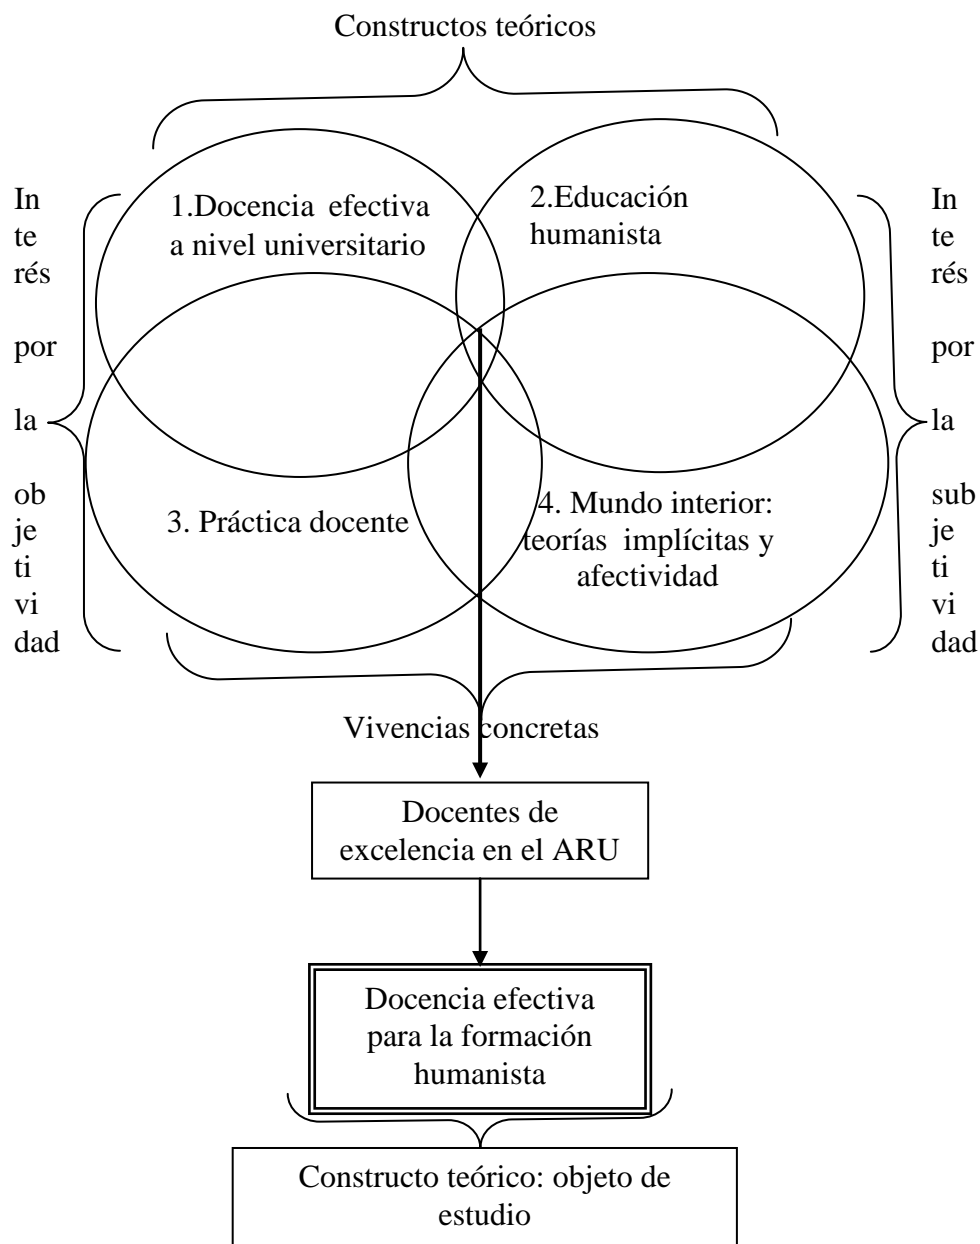 Constructos teóricos
1.Docencia efectiva
a nivel universitario
2.Educación
humanista
In
te
rés
por
la
ob
je
ti
vi
dad
In
te
rés
por
la
sub
je
ti
vi
dad
3. Práctica docente
4. Mundo interior:
teorías implícitas y
afectividad
Vivencias concretas
Docentes de
excelencia en el ARU
Docencia efectiva
para la formación
humanista
Constructo teórico: objeto de
estudio